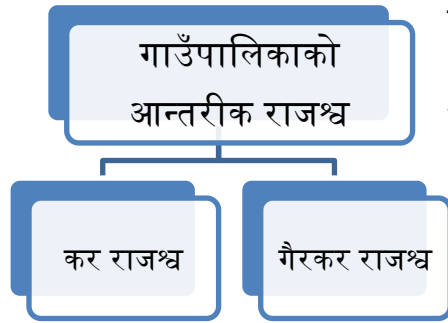 गाउँपालिकाको
आन्तरीक राजश्व
कर राजश्व
गैरकर राजश्व